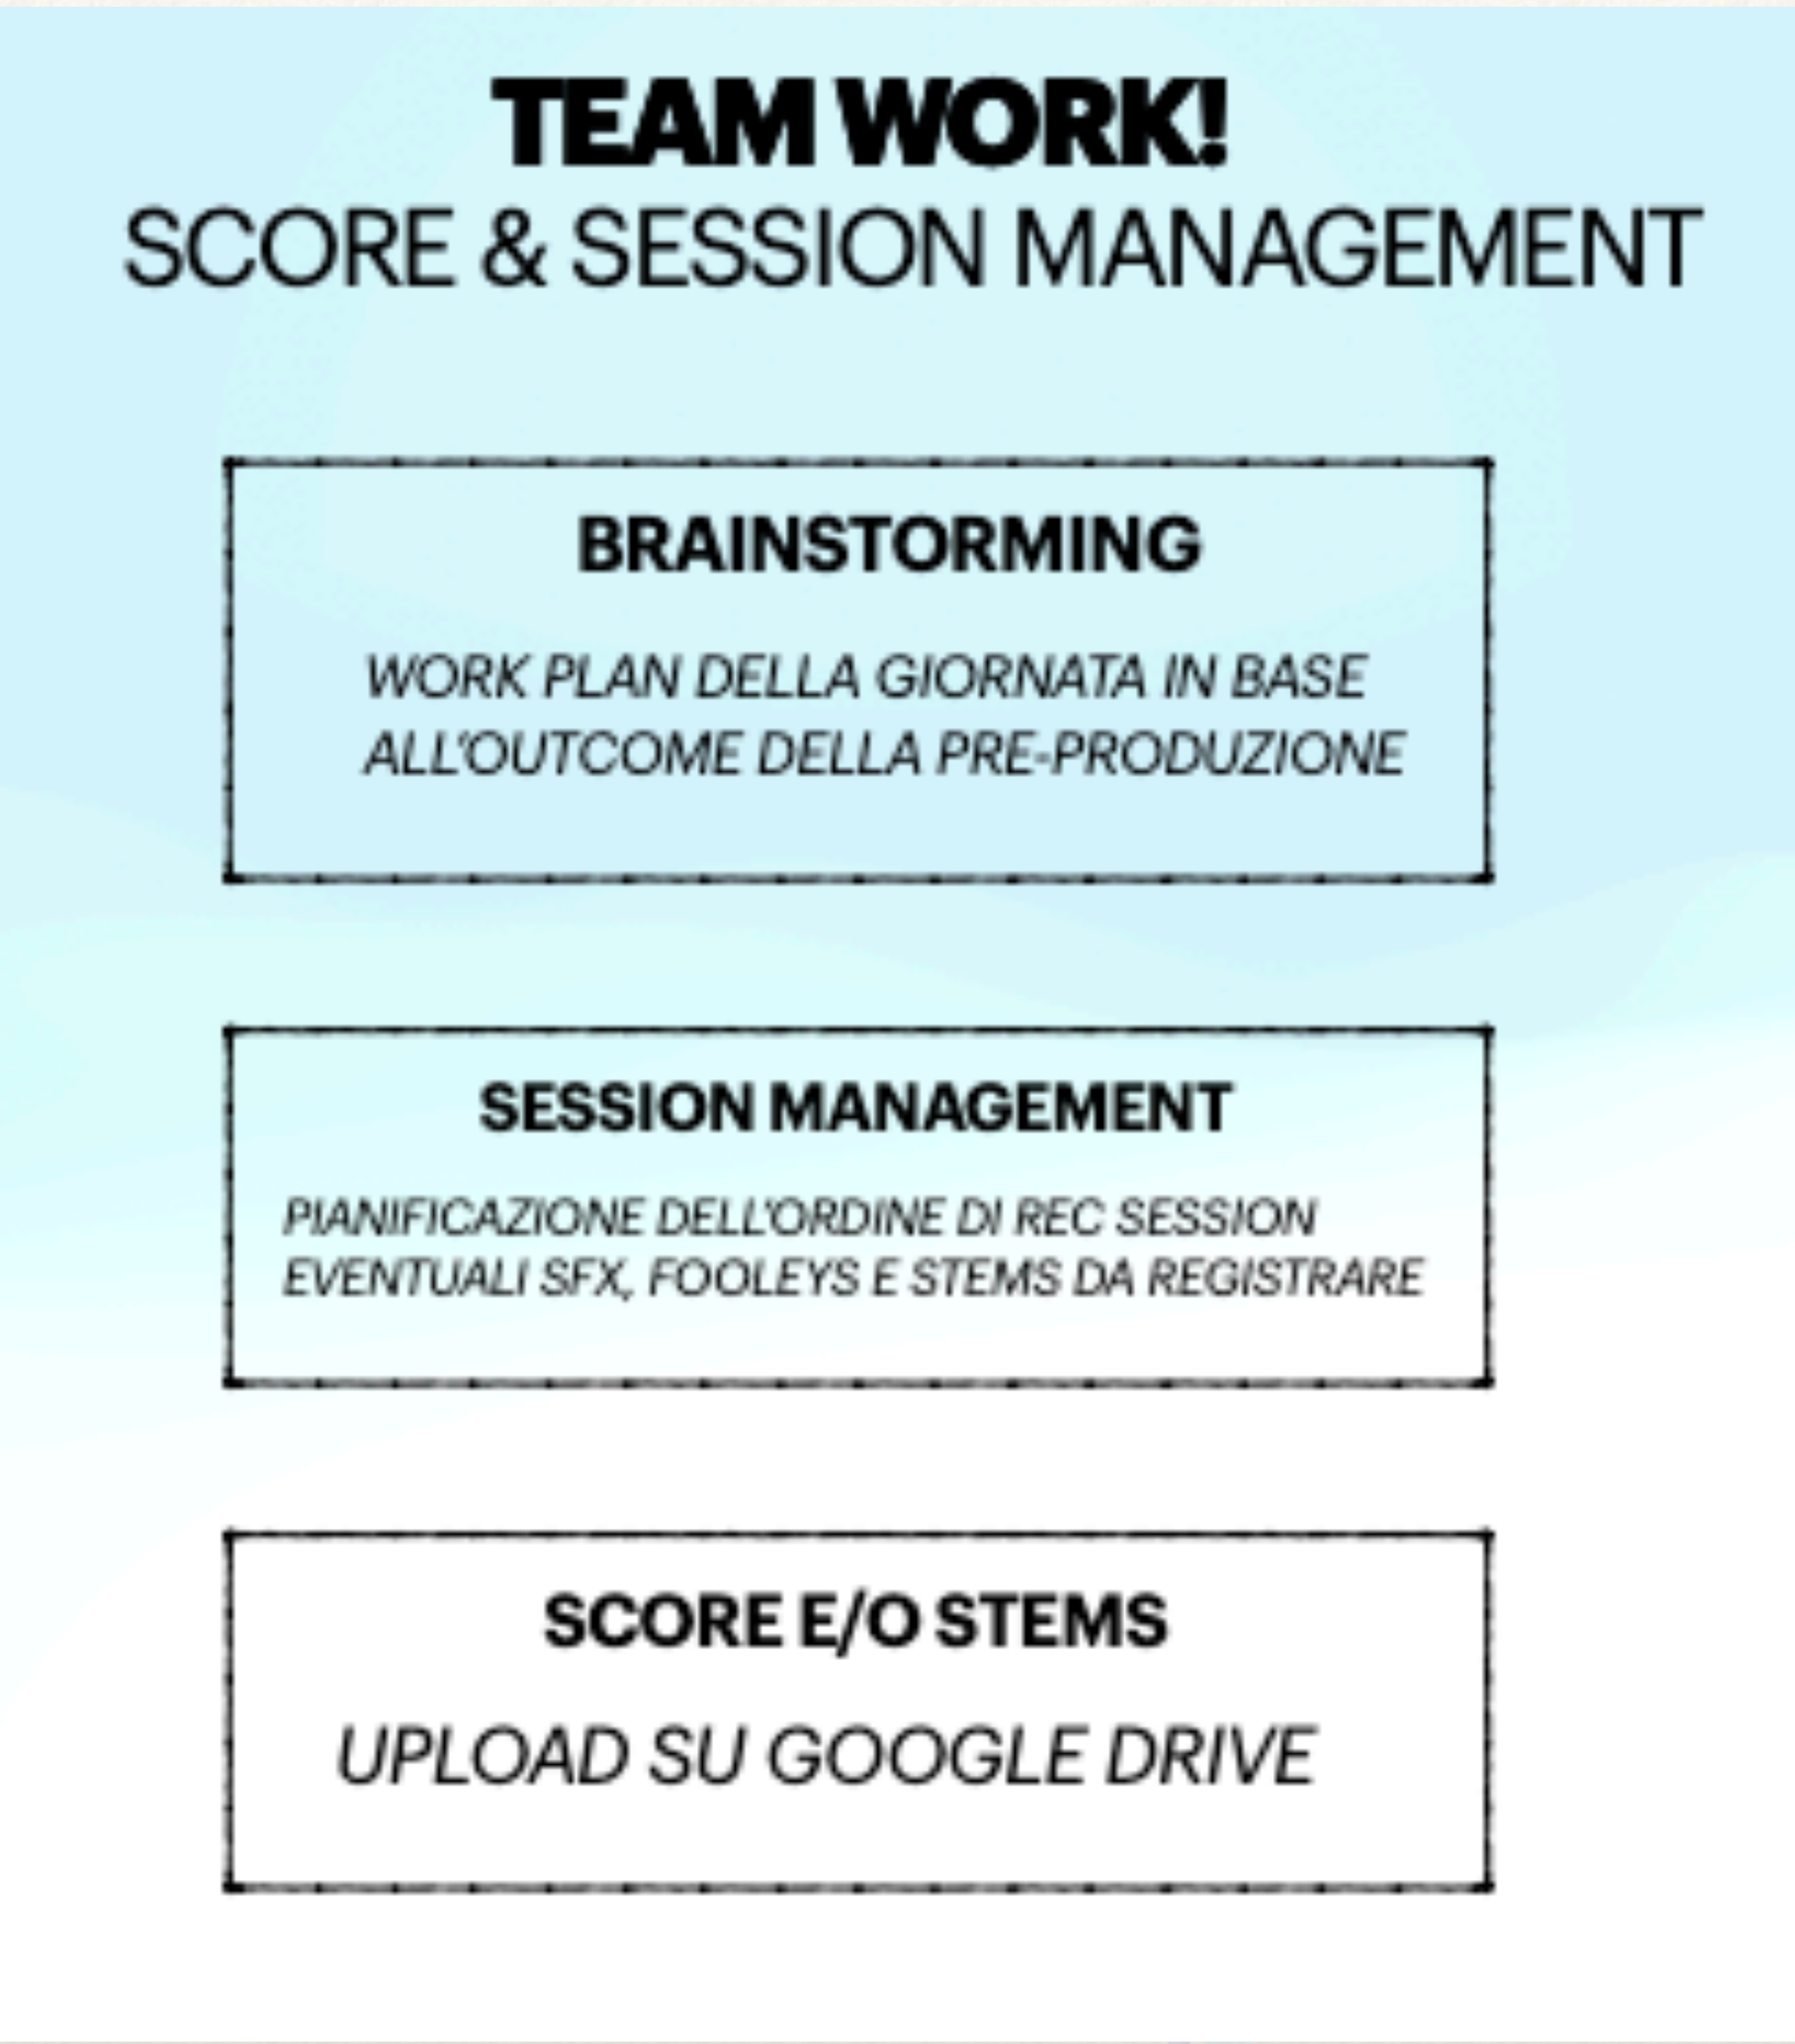 TEAM WORK!
SCORE & SESSION MANAGEMENT
BRAINSTORMING
WORK PLAN DELLA GIORNATA IN BASE
ALL'OUTCOME DELLA PRE-PRODUZIONE
SESSION MANAGEMENT
PIANIFICAZIONE DELL'ORDINE DI REC SESSION
EVENTUALI SFX, FOOLEYS E STEMS DA REGISTRARE
SCORE E/O STEMS
UPLOAD SU GOOGLE DRIVE